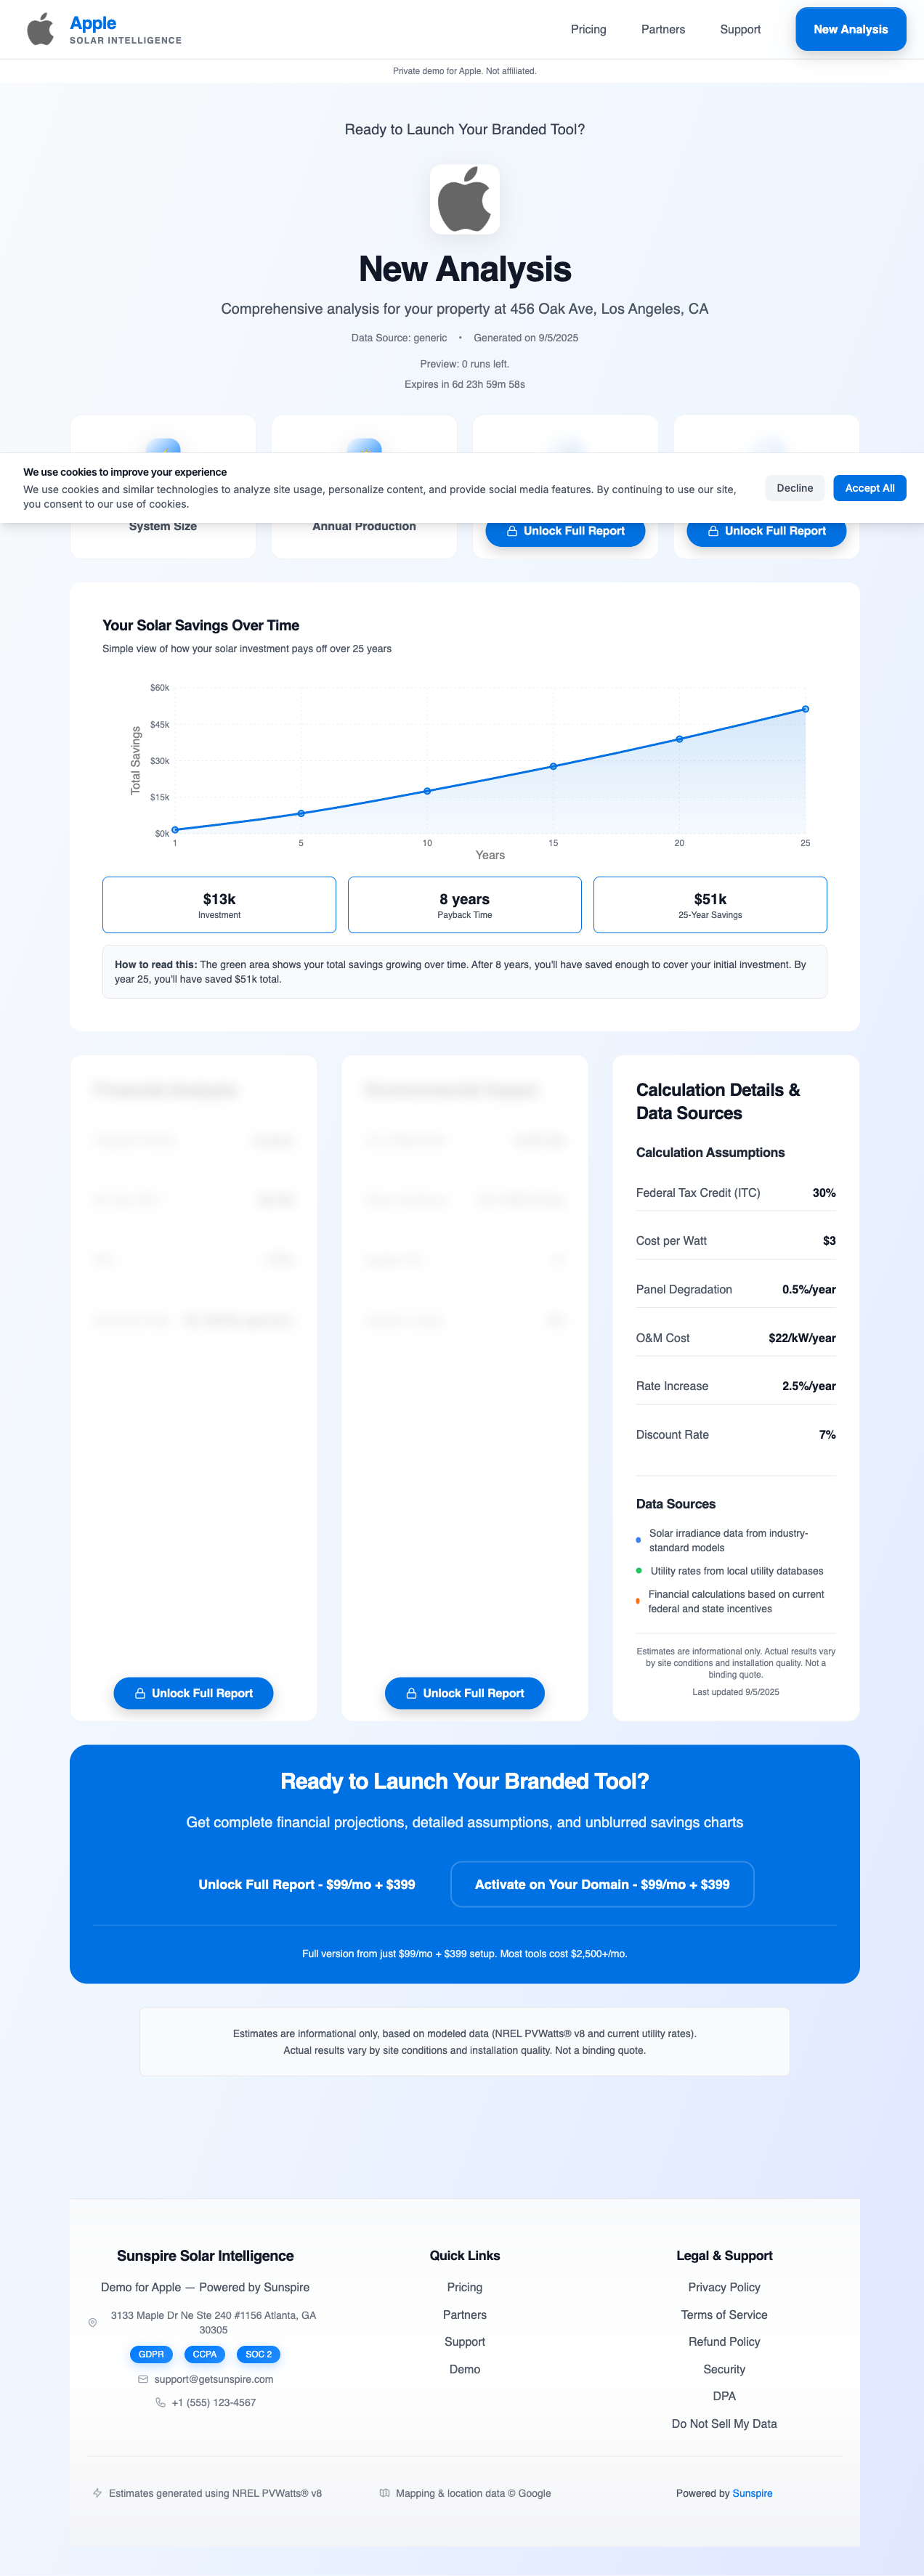 Apple
SOLAR INTELLIGENCE
Pricing
Partners
Support
New Analysis
Private demo for Apple. Not affiliated.
Ready to Launch Your Branded Tool?
New Analysis
Comprehensive analysis for your property at 456 Oak Ave, Los Angeles, CA
Data Source: generic • Generated on 9/5/2025
Preview: 0 runs left.
Expires in 6d 23h 59m 58s
We use cookies to improve your experience
We use cookies and similar technologies to analyze site usage, personalize content, and provide social media features. By continuing to use our site,
you consent to our use of cookies.
Decline
Accept All
System Size
Annual Production
Unlock Full Report
Unlock Full Report
Your Solar Savings Over Time
Simple view of how your solar investment pays off over 25 years
$60k
$45k
$30k
$15k
$0k
Total Savings
1
5
10
15
20
25
Years
$13k
Investment
8 years
Payback Time
$51k
25-Year Savings
How to read this: The green area shows your total savings growing over time. After 8 years, you'll have saved enough to cover your initial investment. By
year 25, you'll have saved $51k total.
Financial Analysis
Environmental Impact
Unlock Full Report
Unlock Full Report
Calculation Details &
Data Sources
Calculation Assumptions
Federal Tax Credit (ITC) 30%
Cost per Watt $3
Panel Degradation 0.5%/year
O&M Cost $22/kW/year
Rate Increase 2.5%/year
Discount Rate 7%
Data Sources
Solar irradiance data from industry-
standard models
Utility rates from local utility databases
Financial calculations based on current
federal and state incentives
Estimates are informational only. Actual results vary
by site conditions and installation quality. Not a
binding quote.
Last updated 9/5/2025
Ready to Launch Your Branded Tool?
Get complete financial projections, detailed assumptions, and unblurred savings charts
Unlock Full Report - $99/mo + $399
Activate on Your Domain - $99/mo + $399
Full version from just $99/mo + $399 setup. Most tools cost $2,500+/mo.
Estimates are informational only, based on modeled data (NREL PVWatts® v8 and current utility rates).
Actual results vary by site conditions and installation quality. Not a binding quote.
Sunspire Solar Intelligence
Demo for Apple — Powered by Sunspire
3133 Maple Dr Ne Ste 240 #1156 Atlanta, GA
30305
GDPR
CCPA
SOC 2
support@getsunspire.com
+1 (555) 123-4567
Quick Links
Pricing
Partners
Support
Demo
Legal & Support
Privacy Policy
Terms of Service
Refund Policy
Security
DPA
Do Not Sell My Data
Estimates generated using NREL PVWatts® v8
Mapping & location data © Google
Powered by Sunspire